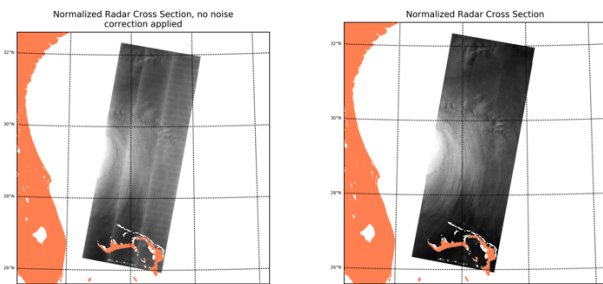 Normalized Radar Cross Section, no noise
correction applied
Normalized Radar Cross Section
32°N
32°N
30°N
30°N
28°N
28°N
26°N
26°N